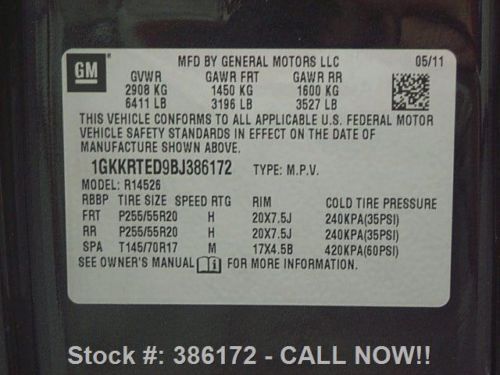 GM
MFD BY GENERAL MOTORS LLC 05/11
GVWR GAWR FRT GAWR RR
2908 KG 1450 KG 1600 KG
6411 LB 3196 LB 3527 LB
THIS VEHICLE CONFORMS TO ALL APPLICABLE U.S. FEDERAL MOTOR
VEHICLE SAFETY STANDARDS IN EFFECT ON THE DATE OF
MANUFACTURE SHOWN ABOVE.
1GKKRTED9BJ386172 TYPE: M.P.V.
MODEL: R14526
RBBP TIRE SIZE SPEED RTG RIM COLD TIRE PRESSURE
FRT P255/55R20 H 20X7.5J 240KPA(35PSI)
RR P255/55R20 H 20X7.5J 240KPA(35PSI)
SPA T145/70R17 M 17X4.5B 420KPA(60PSI)
SEE OWNER'S MANUAL FOR MORE INFORMATION.
Stock #: 386172 - CALL NOW!!